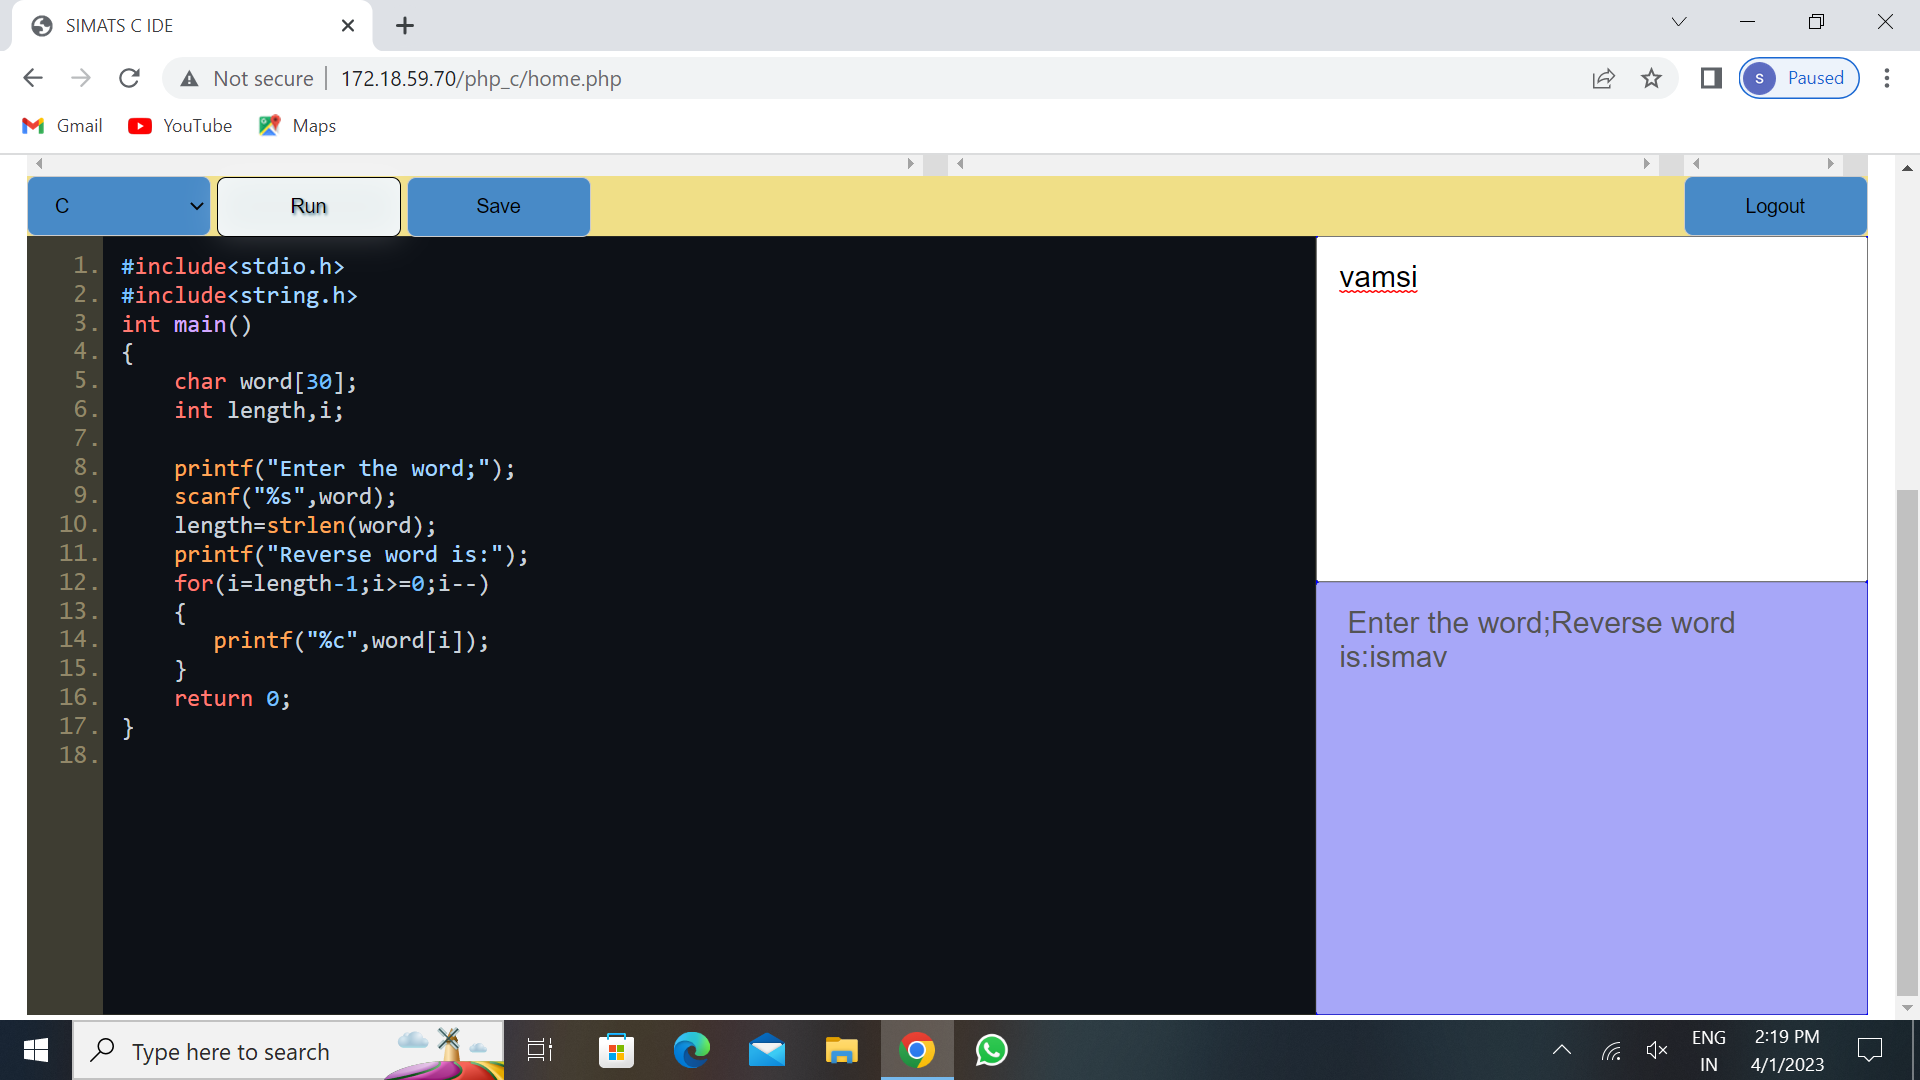 SIMATS C IDE
Not secure | 172.18.59.70/php_c/home.php
S Paused
Gmail YouTube Maps
C Run Save Logout
1. #include<stdio.h>
2. #include<string.h>
3. int main()
4. {
5. char word[30];
6. int length,i;
7.
8. printf("Enter the word;");
9. scanf("%s",word);
10. length=strlen(word);
11. printf("Reverse word is:");
12. for(i=length-1;i>=0;i--)
13. {
14. printf("%c",word[i]);
15. }
16. return 0;
17. }
18.
vamsi
Enter the word;Reverse word
is:ismav
Type here to search
ENG
IN
2:19 PM
4/1/2023